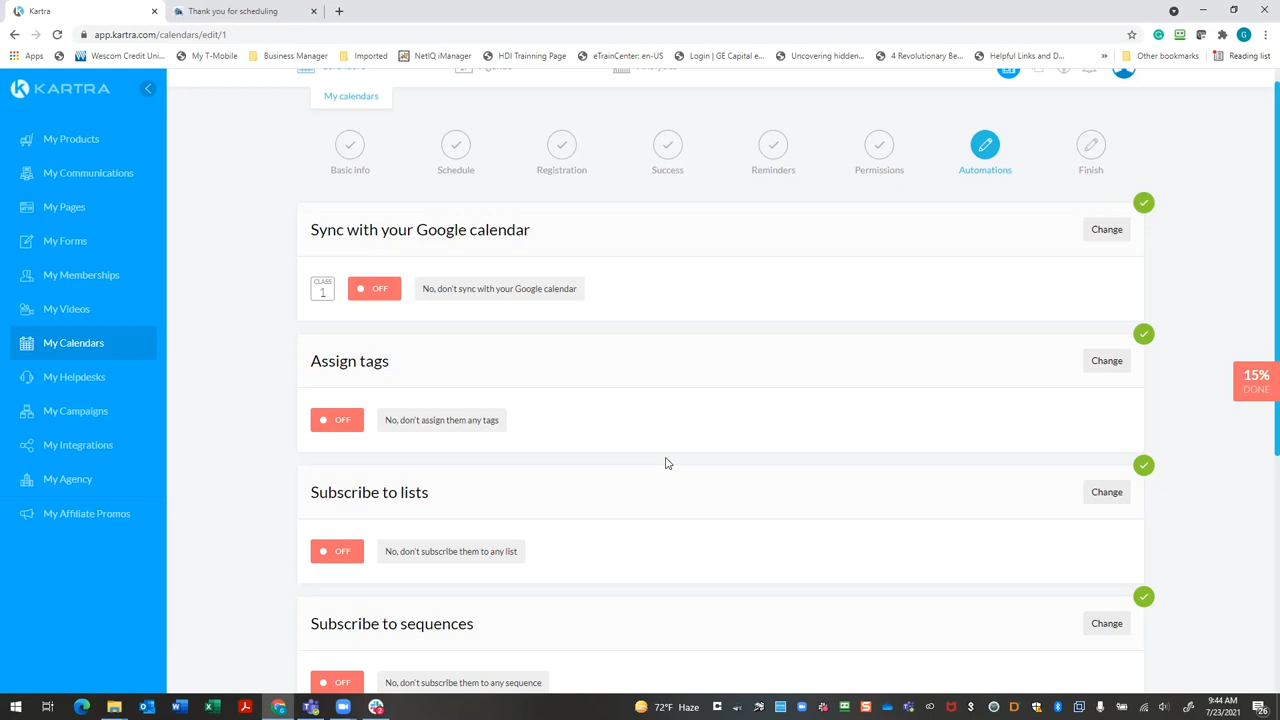 Kartra
Thank you for scheduling
app.kartra.com/calendars/edit/1
Apps
Wescom Credit Uni...
My T-Mobile
Business Manager
Imported
NetIQ iManager
HDI Training Page
eTrainCenter: en-US
Login | GE Capital e...
Uncovering hidden...
4 Revolutionary Be...
Helpful Links and D...
»
Other bookmarks
Reading list
KARTRA
My calendars
My Products
My Communications
My Pages
My Forms
My Memberships
My Videos
My Calendars
My Helpdesks
My Campaigns
My Integrations
My Agency
My Affiliate Promos
Basic info
Schedule
Registration
Success
Reminders
Permissions
Automations
Finish
Sync with your Google calendar
Change
CLASS
1
OFF
No, don't sync with your Google calendar
Assign tags
Change
OFF
No, don't assign them any tags
15%
DONE
Subscribe to lists
Change
OFF
No, don't subscribe them to any list
Subscribe to sequences
Change
OFF
No, don't subscribe them to any sequence
72°F Haze
9:44 AM
7/23/2021